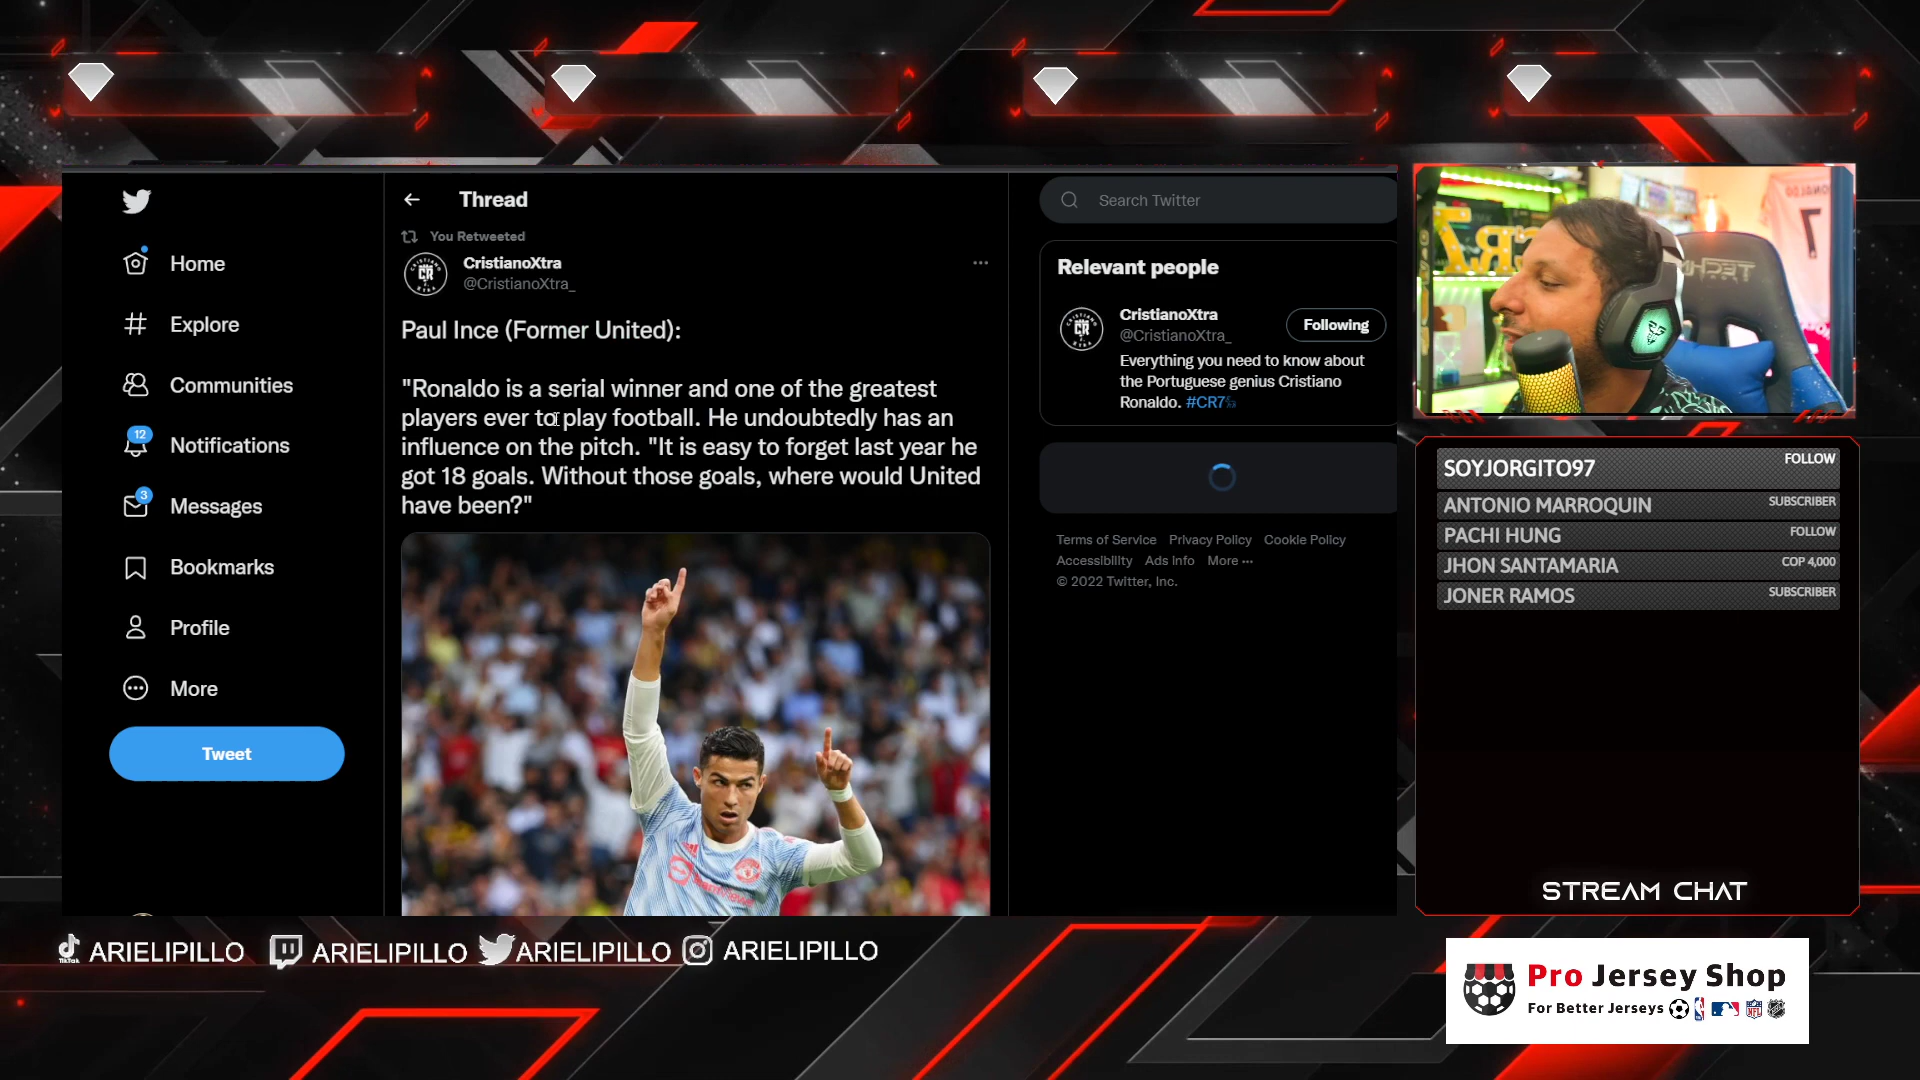 Thread
Search Twitter
You Retweeted
CristianoXtra
@CristianoXtra_
Home
Explore
Communities
12
Notifications
3
Messages
Bookmarks
Profile
More
Tweet
Paul Ince (Former United):
"Ronaldo is a serial winner and one of the greatest
players ever to play football. He undoubtedly has an
influence on the pitch. "It is easy to forget last year he
got 18 goals. Without those goals, where would United
have been?"
Relevant people
CristianoXtra
@CristianoXtra_
Following
Everything you need to know about
the Portuguese genius Cristiano
Ronaldo. #CR7
Terms of Service Privacy Policy Cookie Policy
Accessibility Ads info More ···
© 2022 Twitter, Inc.
7
SOYJORGITO97 FOLLOW
ANTONIO MARROQUIN SUBSCRIBER
PACHI HUNG FOLLOW
JHON SANTAMARIA COP 4,000
JONER RAMOS SUBSCRIBER
STREAM CHAT
TikTok ARIELIPILLO ARIELIPILLO ARIELIPILLO ARIELIPILLO
Pro Jersey Shop
For Better Jerseys